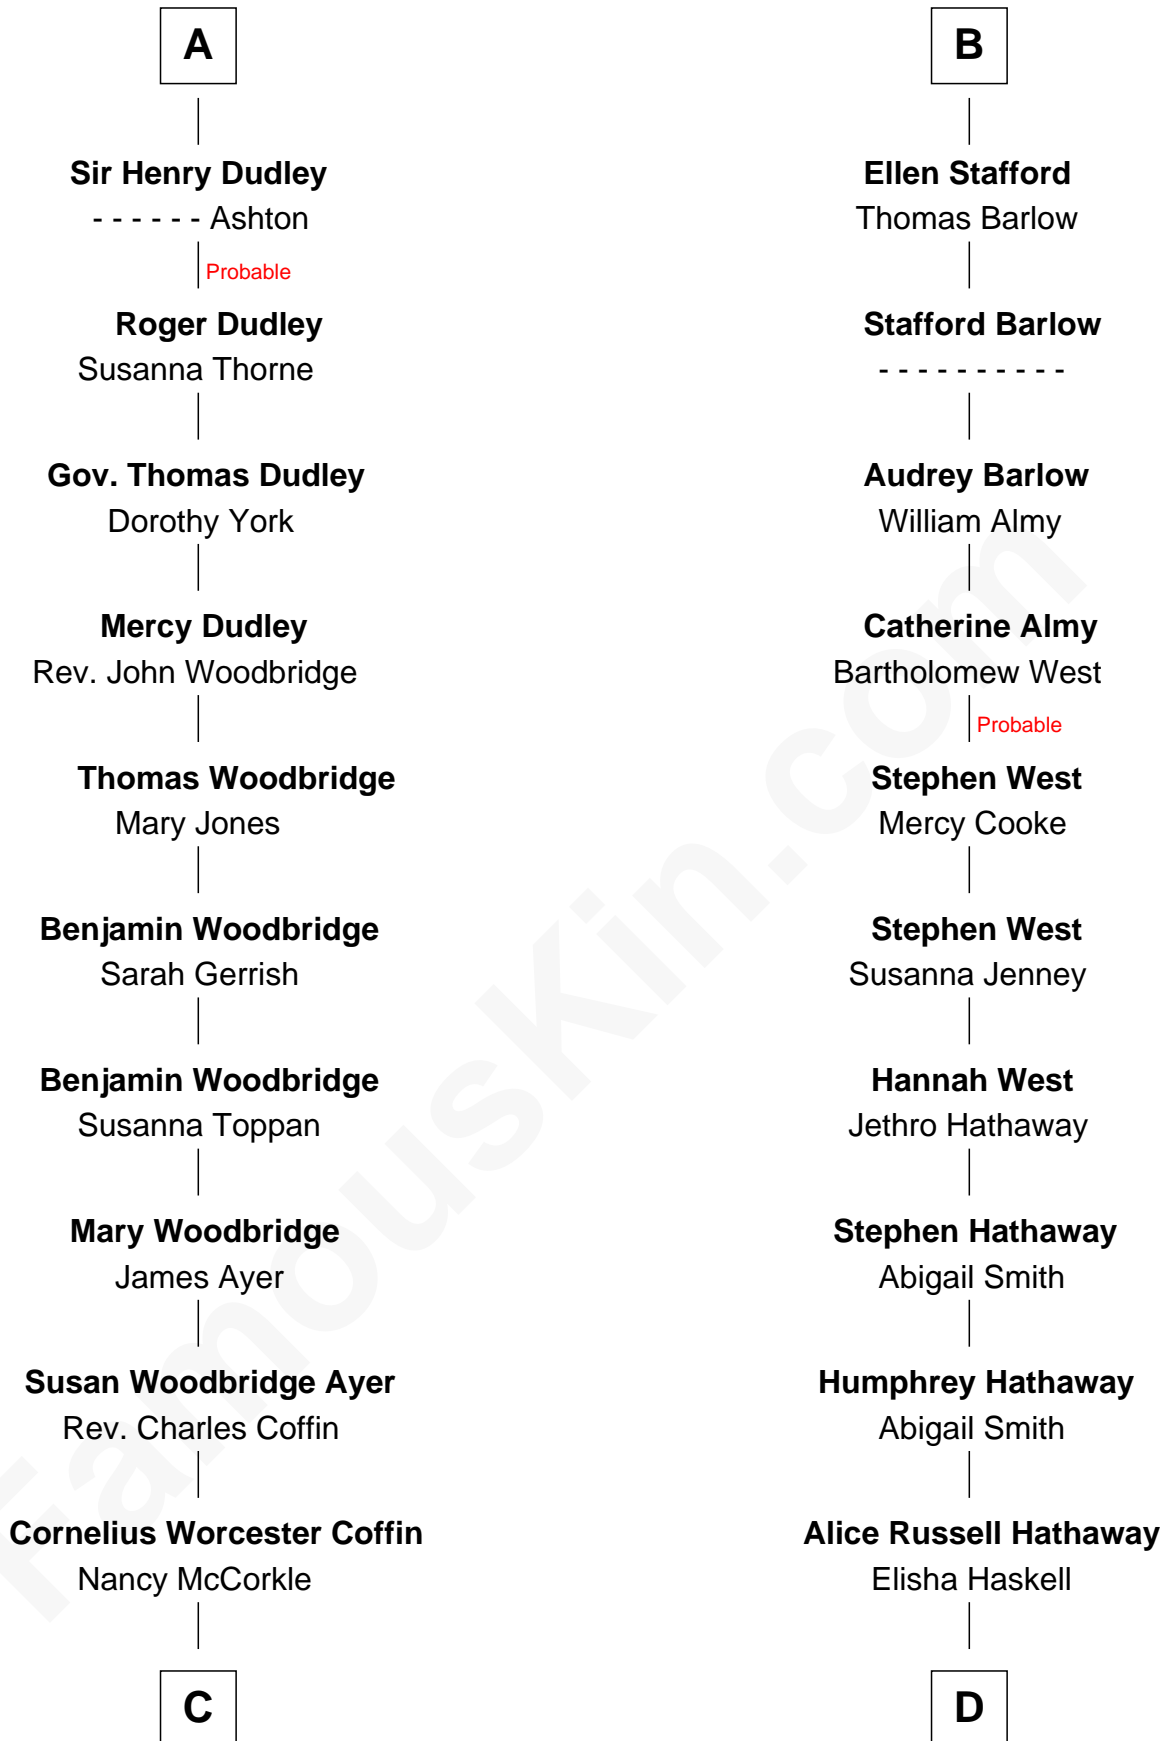 A
Sir Henry Dudley
- - - - - - Ashton
Probable
Roger Dudley
Susanna Thorne
Gov. Thomas Dudley
Dorothy York
Mercy Dudley
Rev. John Woodbridge
Thomas Woodbridge
Mary Jones
Benjamin Woodbridge
Sarah Gerrish
Benjamin Woodbridge
Susanna Toppan
Mary Woodbridge
James Ayer
Susan Woodbridge Ayer
Rev. Charles Coffin
Cornelius Worcester Coffin
Nancy McCorkle
C
B
Ellen Stafford
Thomas Barlow
Stafford Barlow
- - - - - - - - - -
Audrey Barlow
William Almy
Catherine Almy
Bartholomew West
Probable
Stephen West
Mercy Cooke
Stephen West
Susanna Jenney
Hannah West
Jethro Hathaway
Stephen Hathaway
Abigail Smith
Humphrey Hathaway
Abigail Smith
Alice Russell Hathaway
Elisha Haskell
D
FamousKin.com